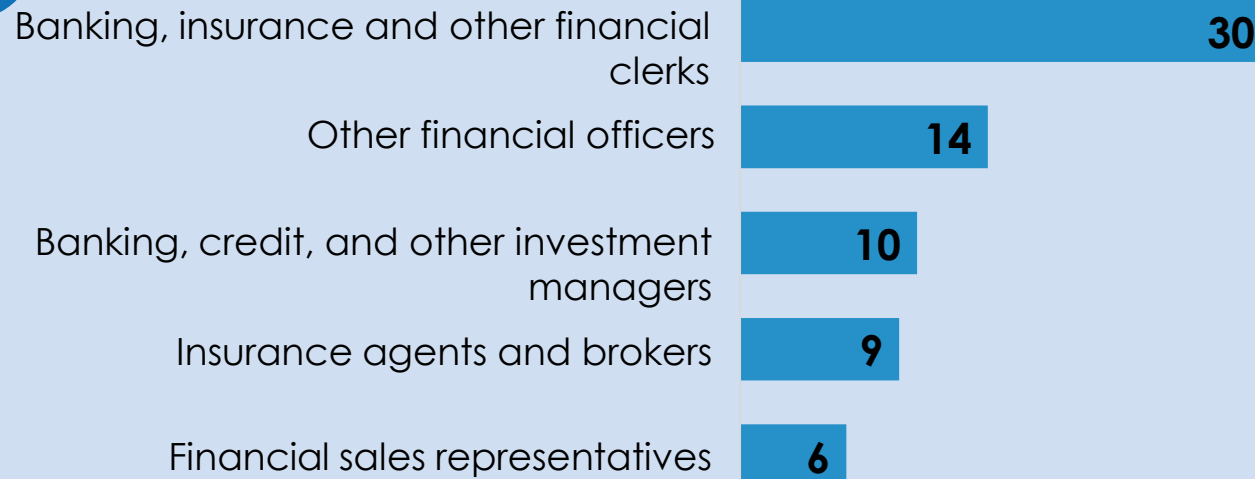 Banking, insurance and other financial
clerks
30
Other financial officers
14
Banking, credit, and other investment
managers
10
Insurance agents and brokers
9
Financial sales representatives
6